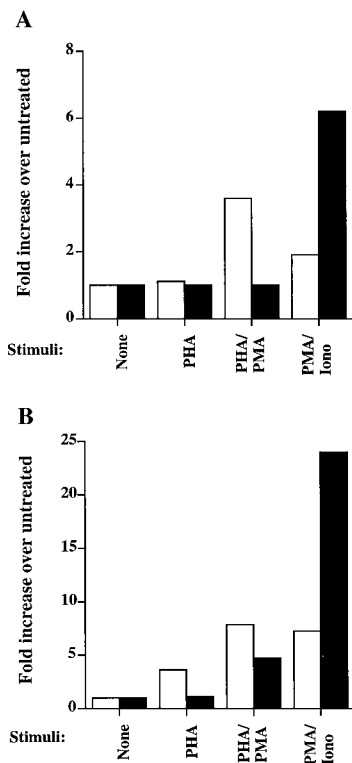 A
Fold increase over untreated
8
6
4
2
0
Stimuli:
None
PHA
PHA/
PMA
PMA/
Iono
B
Fold increase over untreated
25
20
15
10
5
0
Stimuli:
None
PHA
PHA/
PMA
PMA/
Iono